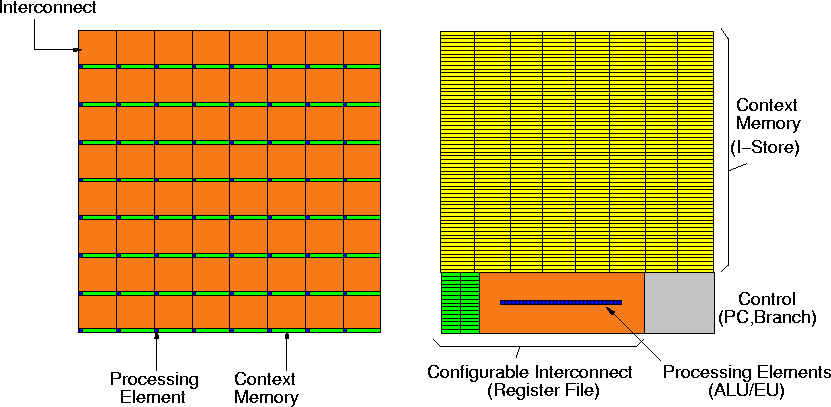 Interconnect
Processing
Element
Context
Memory
Context
Memory
(I-Store)
Control
(PC,Branch)
Configurable Interconnect
(Register File)
Processing Elements
(ALU/EU)